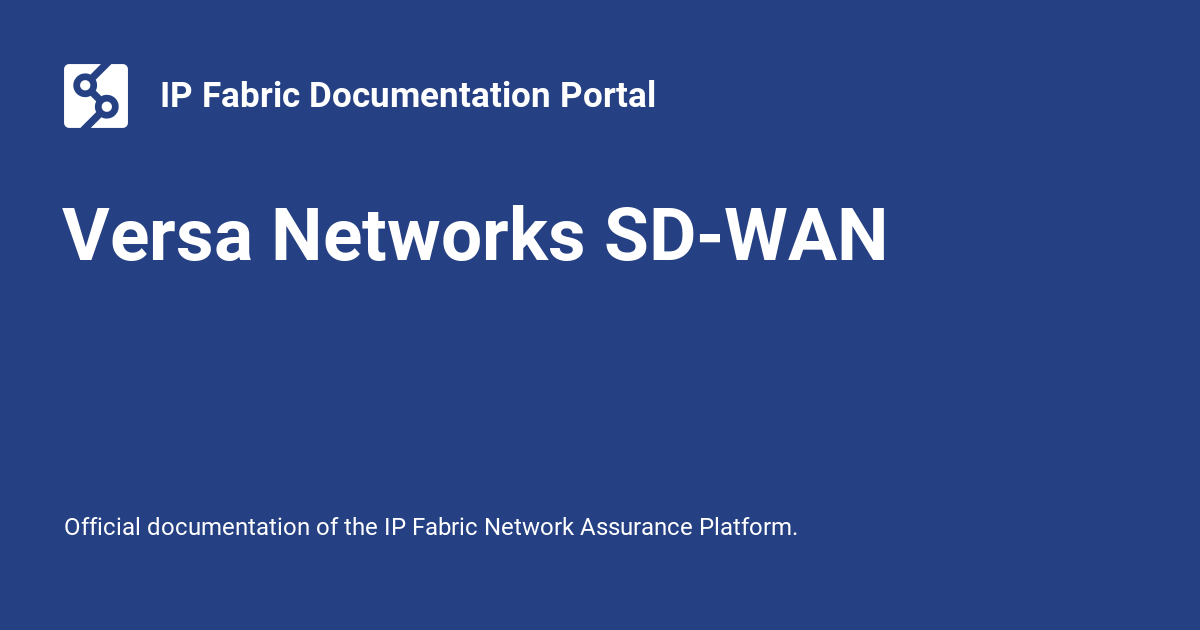 IP Fabric Documentation Portal
Versa Networks SD-WAN
Official documentation of the IP Fabric Network Assurance Platform.